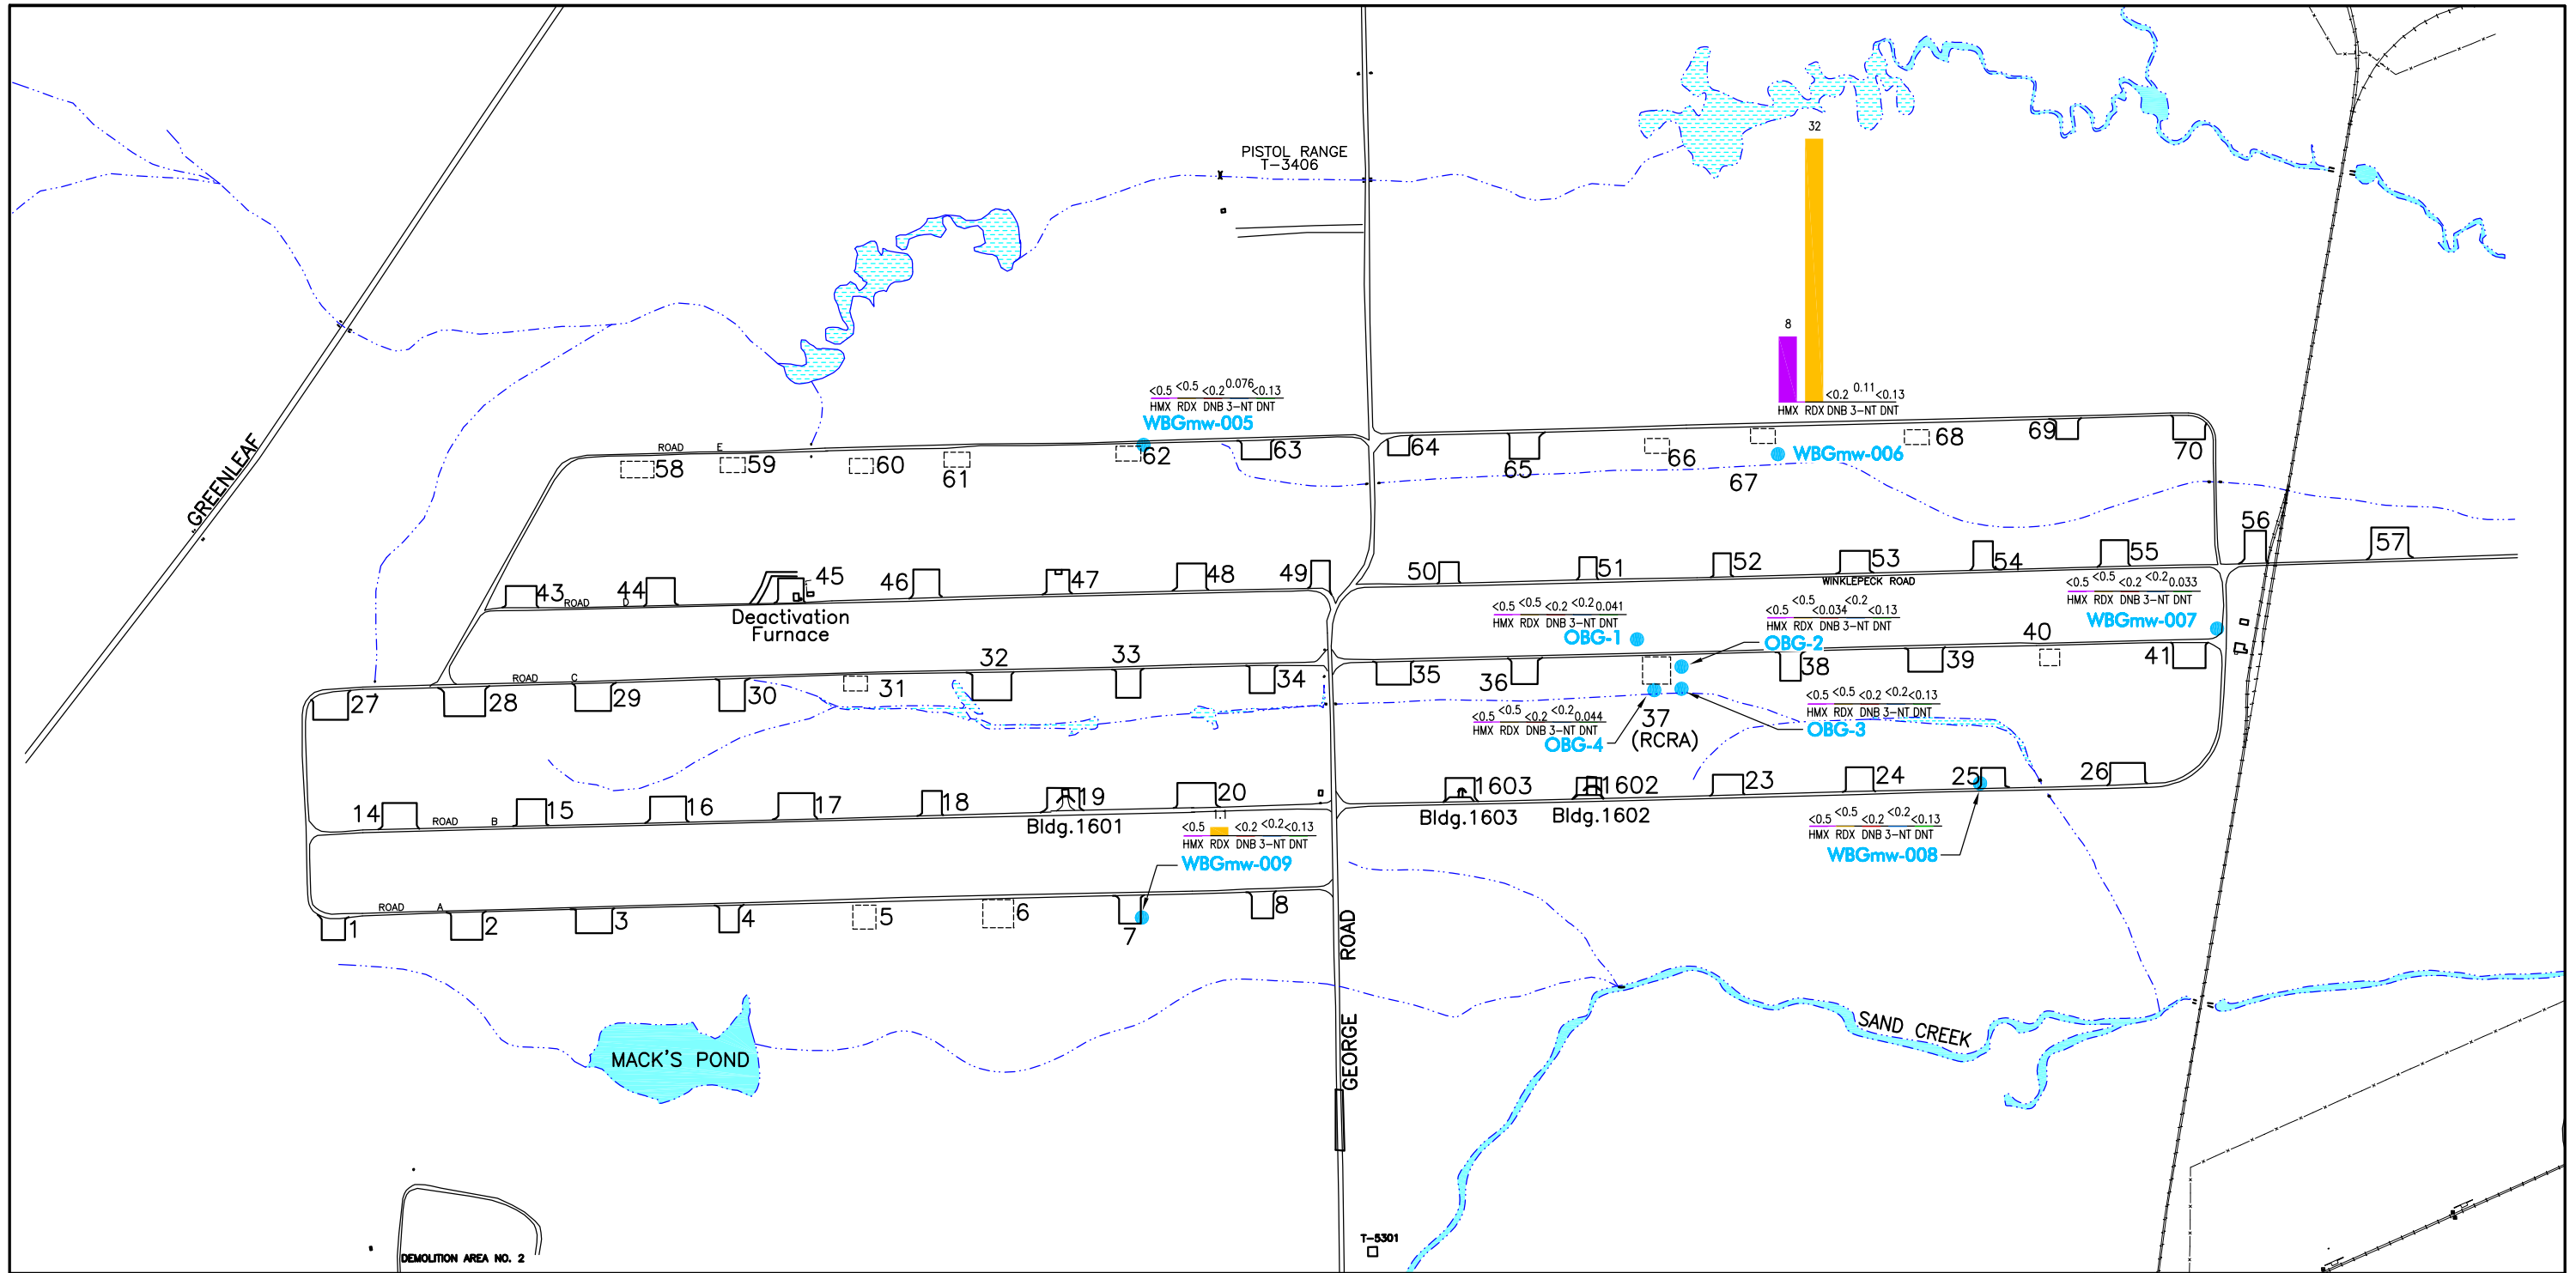 32
PISTOL RANGE
T-3406
8
<0.5 <0.5 <0.2 0.076 <0.13
HMX RDX DNB 3-NT DNT
WBGmw-005
<0.2 0.11 <0.13
HMX RDX DNB 3-NT DNT
WBGmw-006
GREENLEAF
ROAD E
58
59
60
61
62
63
64
65
66
67
68
69
70
43
44
45
46
47
48
49
50
51
52
53
54
55
56
57
ROAD D
Deactivation
Furnace
WINKLEPECK ROAD
<0.5 <0.5 <0.2 <0.2 0.033
HMX RDX DNB 3-NT DNT
WBGmw-007
<0.5 <0.5 <0.2 <0.2 0.041
HMX RDX DNB 3-NT DNT
OBG-1
<0.5 <0.5 <0.034 <0.2 <0.13
HMX RDX DNB 3-NT DNT
OBG-2
27
28
29
30
31
32
33
34
35
36
38
39
40
41
ROAD C
<0.5 <0.5 <0.2 <0.2 <0.13
HMX RDX DNB 3-NT DNT
OBG-3
<0.5 <0.5 <0.2 <0.2 0.044
HMX RDX DNB 3-NT DNT
OBG-4
37
(RCRA)
14
15
16
17
18
19
20
1603
1602
23
24
25
26
ROAD B
Bldg.1601
Bldg.1603
Bldg.1602
<0.5 1.1 <0.2 <0.2 <0.13
HMX RDX DNB 3-NT DNT
WBGmw-009
<0.5 <0.5 <0.2 <0.2 <0.13
HMX RDX DNB 3-NT DNT
WBGmw-008
ROAD A
1
2
3
4
5
6
7
8
GEORGE ROAD
MACK'S POND
SAND CREEK
T-5301
DEMOLITION AREA NO. 2